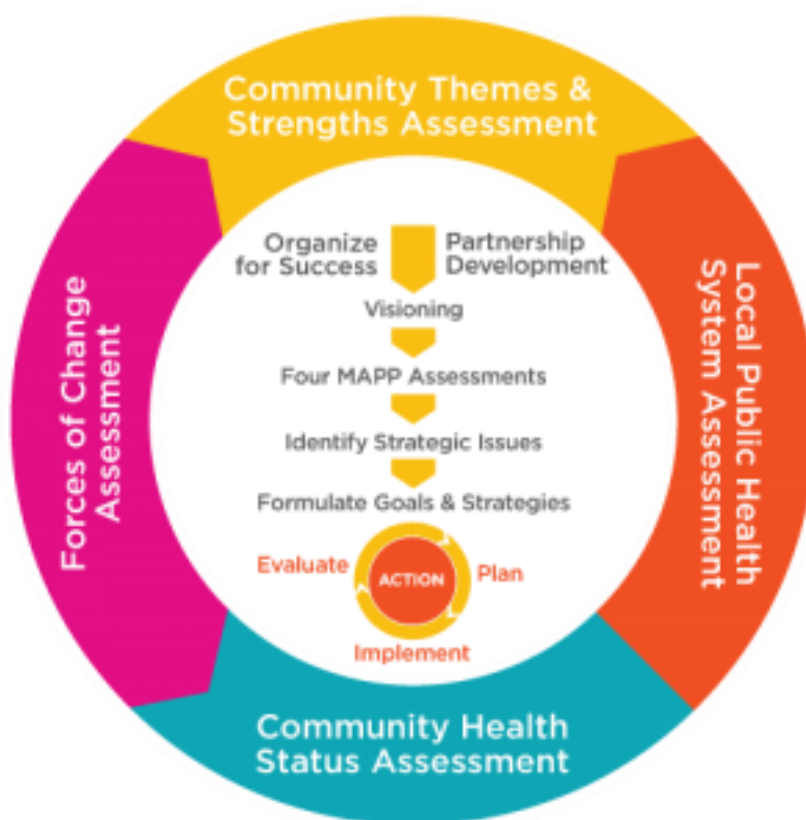 Community Themes &
Strengths Assessment
Organize
for Success
Partnership
Development
Visioning
Four MAPP Assessments
Identify Strategic Issues
Formulate Goals & Strategies
Evaluate
ACTION
Plan
Implement
Forces of Change
Assessment
Local Public Health
System Assessment
Community Health
Status Assessment